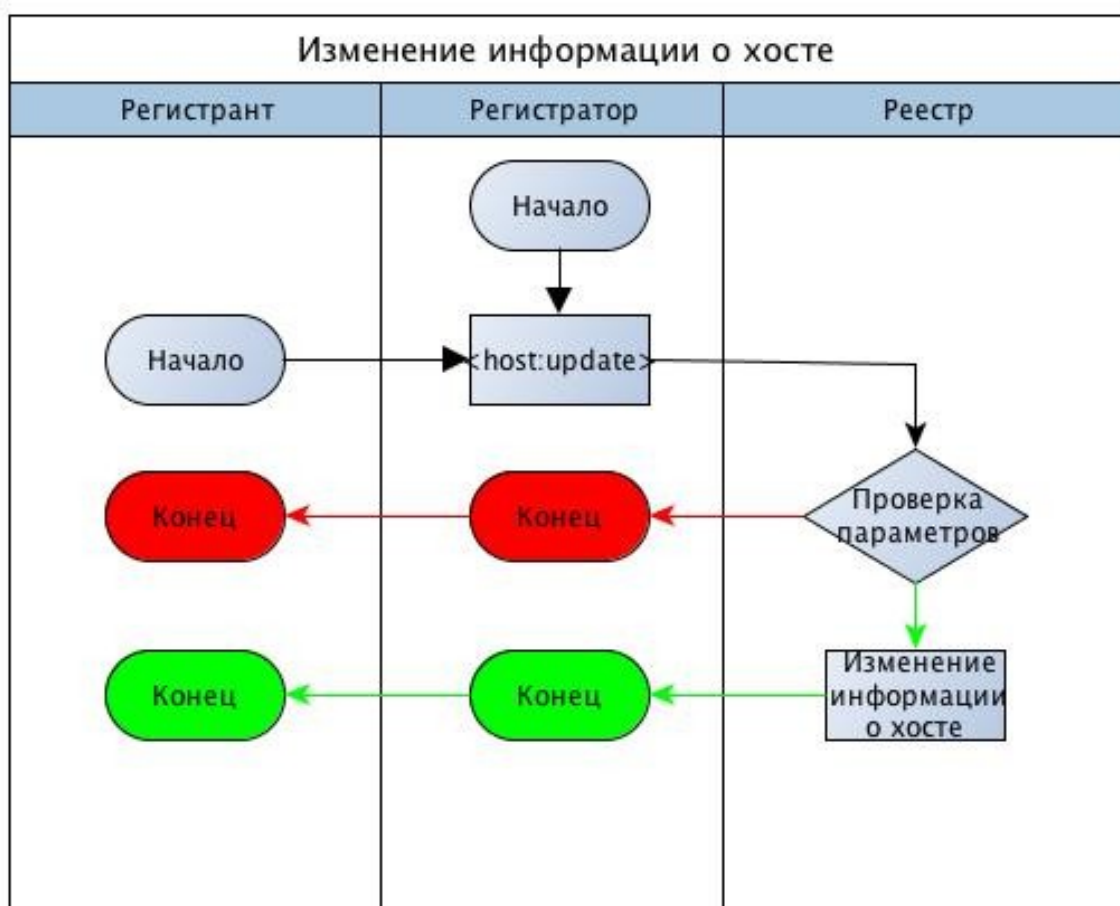 Изменение информации о хосте
Регистрант
Регистратор
Реестр
Начало
Начало
<host:update>
Проверка
параметров
Конец
Конец
Изменение
информации
о хосте
Конец
Конец